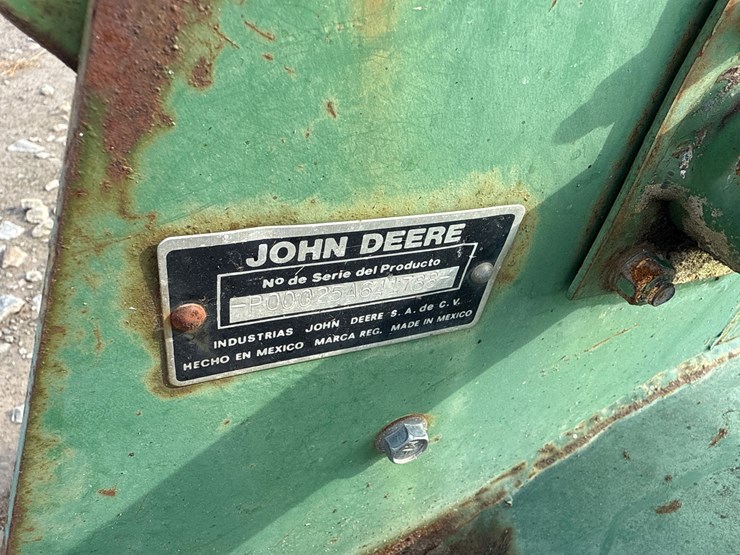 JOHN DEERE
Nº de Serie del Producto
INDUSTRIAS JOHN DEERE S.A. de C.V.
HECHO EN MEXICO MARCA REG. MADE IN MEXICO